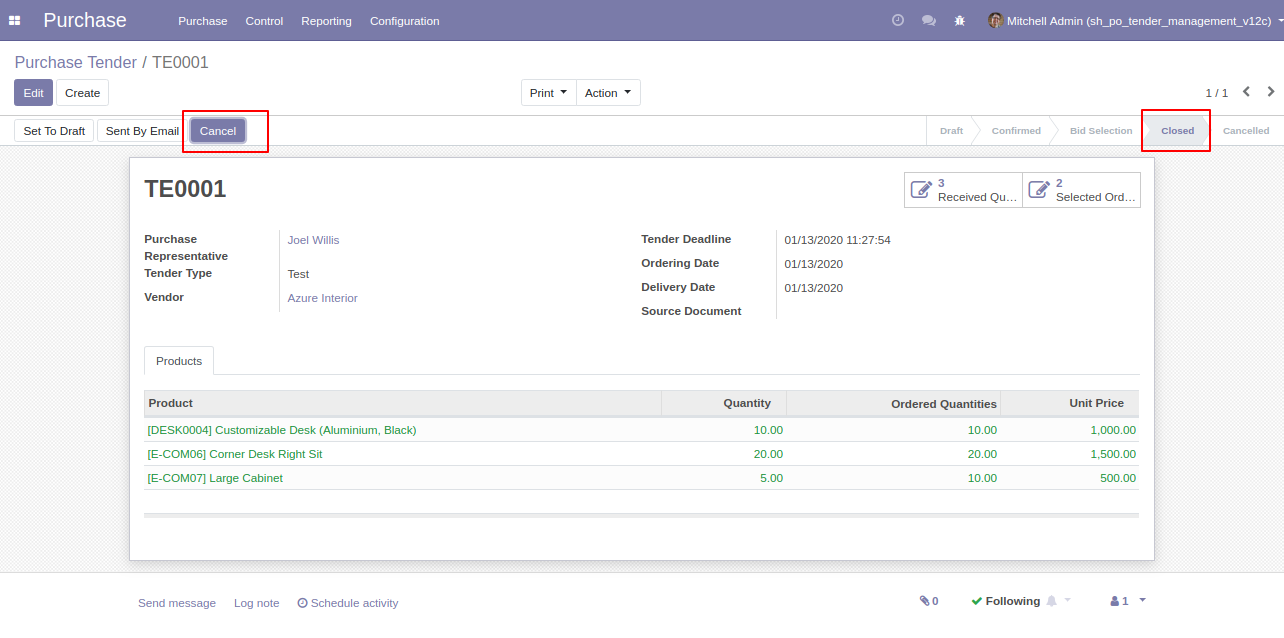 Purchase Purchase Control Reporting Configuration Mitchell Admin (sh_po_tender_management_v12c)
Purchase Tender / TE0001
Edit Create Print Action 1 / 1
Set To Draft Sent By Email Cancel Draft Confirmed Bid Selection Closed Cancelled
TE0001
3 Received Qu... 2 Selected Ord...
Purchase Representative Joel Willis
Tender Type Test
Vendor Azure Interior
Tender Deadline 01/13/2020 11:27:54
Ordering Date 01/13/2020
Delivery Date 01/13/2020
Source Document
Products
Product Quantity Ordered Quantities Unit Price
[DESK0004] Customizable Desk (Aluminium, Black) 10.00 10.00 1,000.00
[E-COM06] Corner Desk Right Sit 20.00 20.00 1,500.00
[E-COM07] Large Cabinet 5.00 10.00 500.00
Send message Log note Schedule activity 0 Following 1